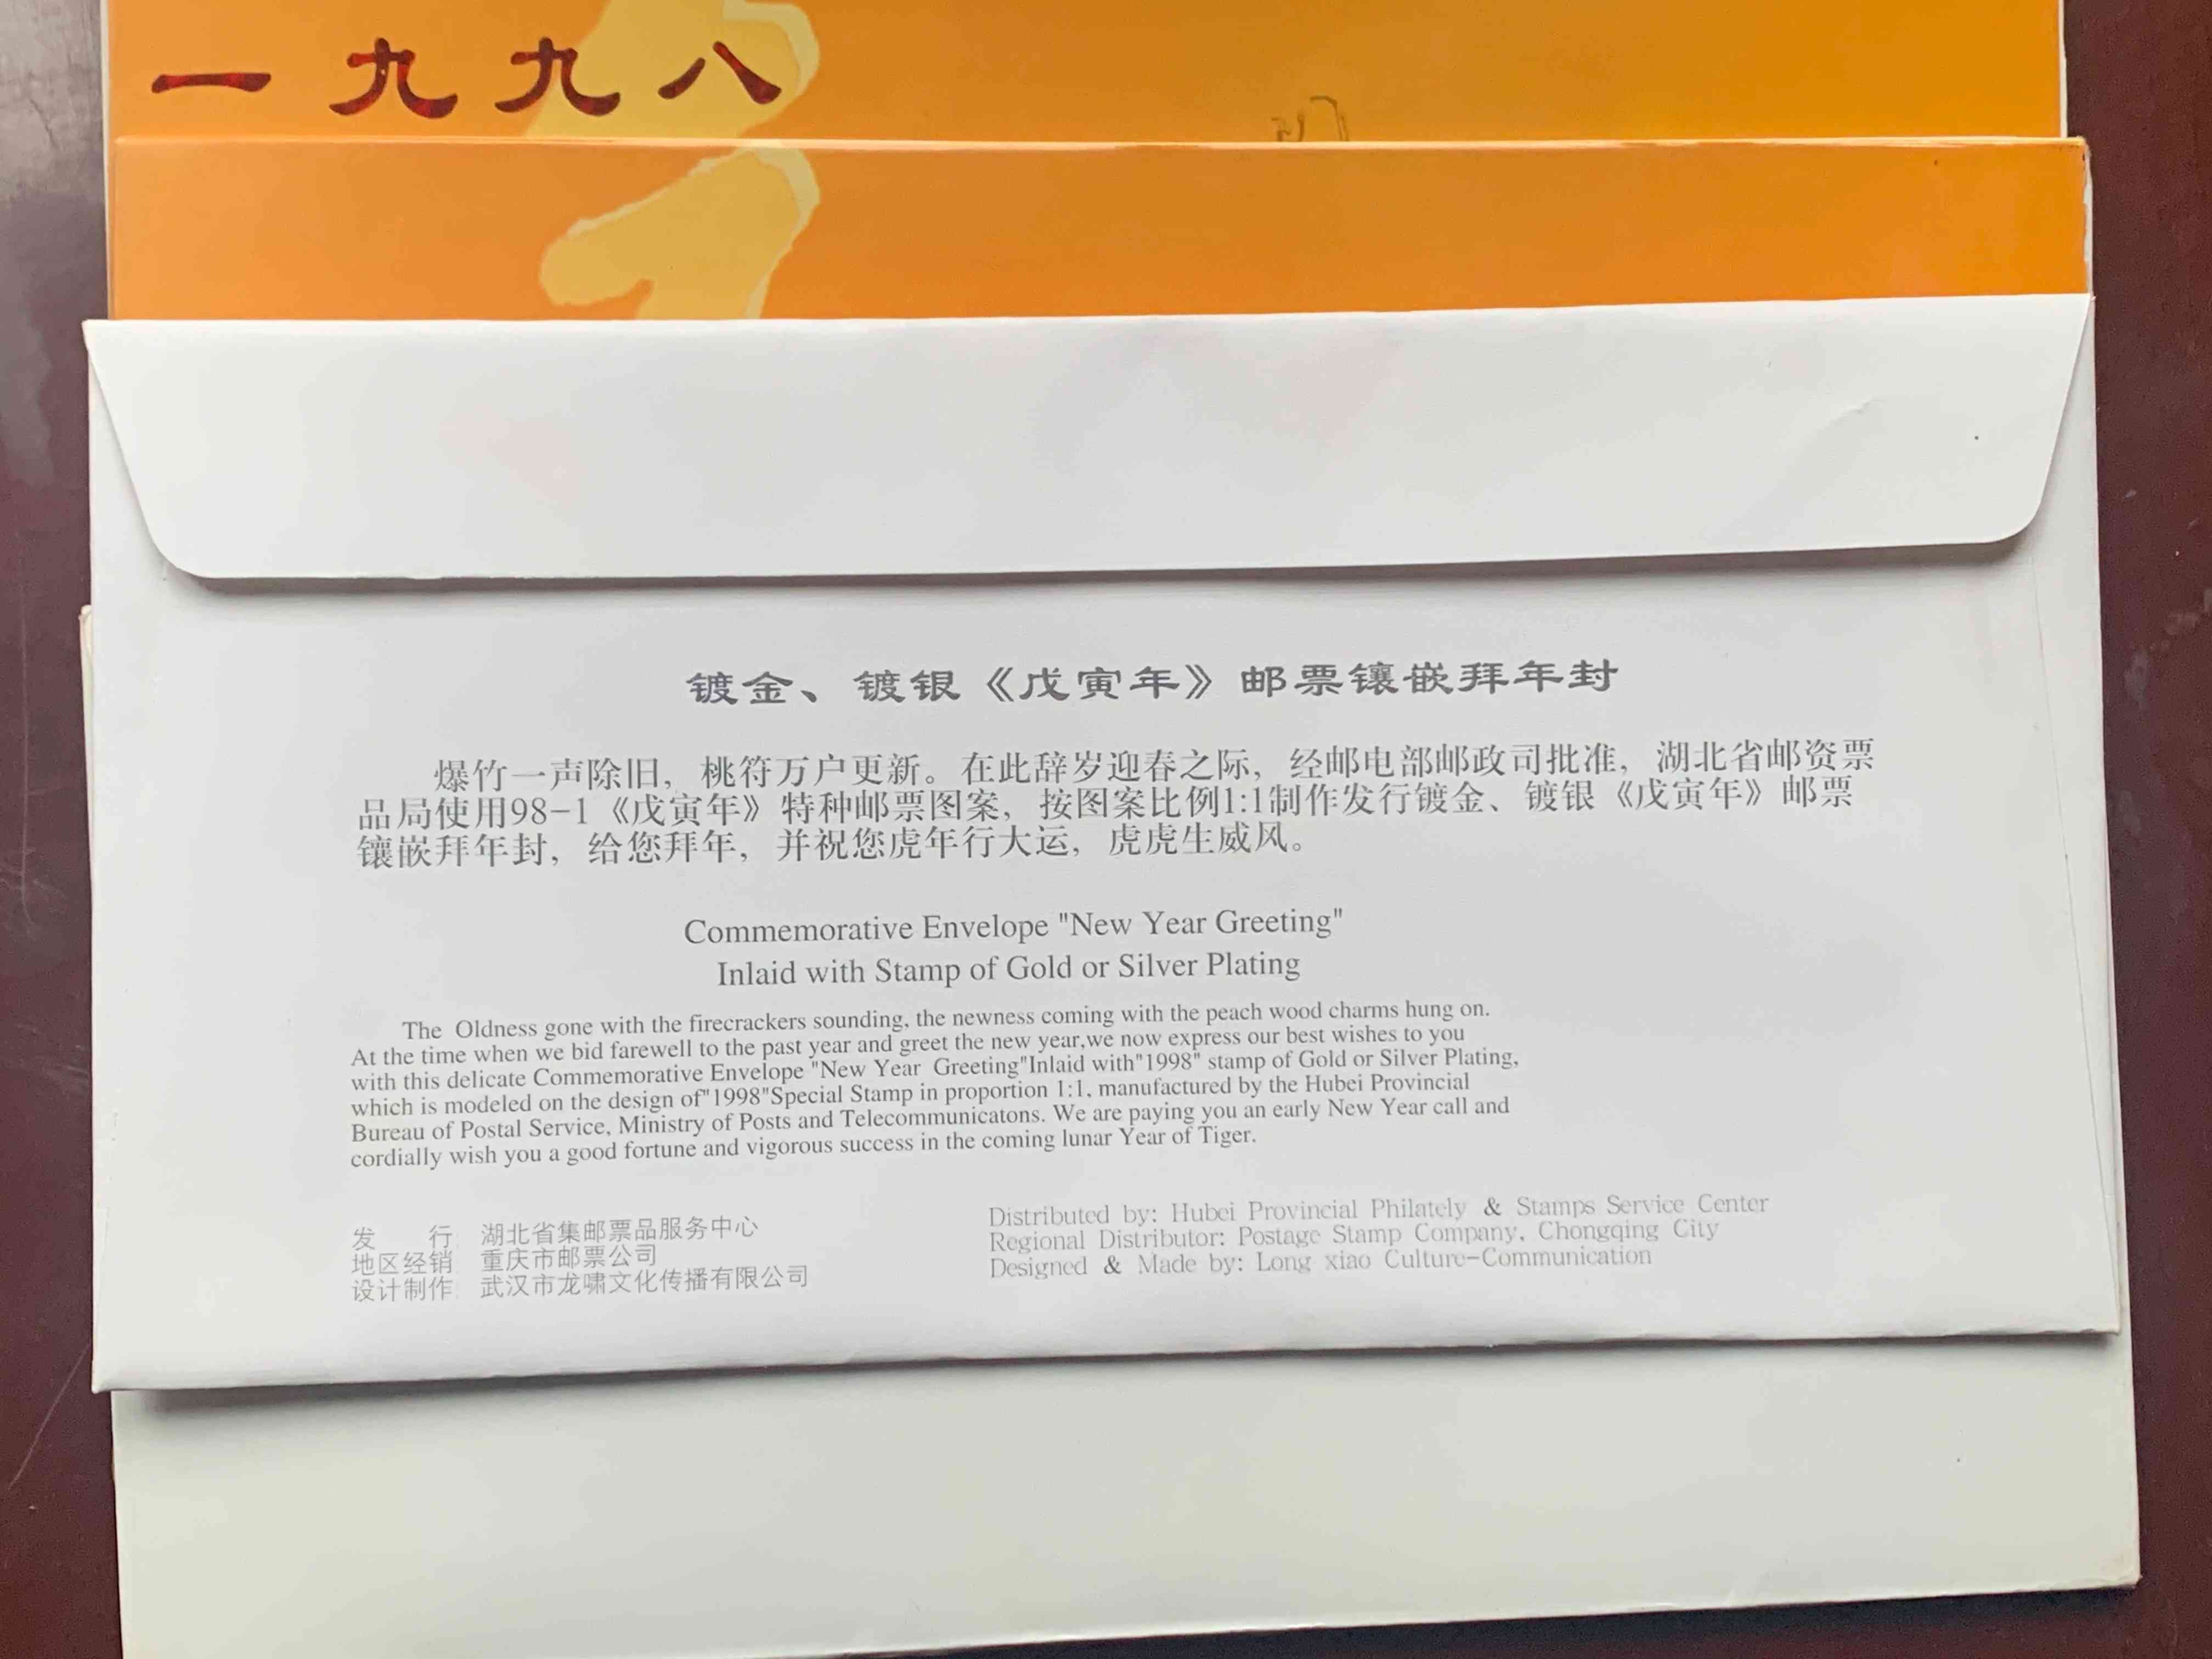 一九九八
镀金、镀银《戊寅年》邮票镶嵌拜年封
爆竹一声除旧，桃符万户更新。在此辞岁迎春之际，经邮电部邮政司批准，湖北省邮资票
品局使用98-1《戊寅年》特种邮票图案，按图案比例1:1制作发行镀金、镀银《戊寅年》邮票
镶嵌拜年封，给您拜年，并祝您虎年行大运，虎虎生威风。
Commemorative Envelope "New Year Greeting"
Inlaid with Stamp of Gold or Silver Plating
The Oldness gone with the firecrackers sounding, the newness coming with the peach wood charms hung on.
At the time when we bid farewell to the past year and greet the new year,we now express our best wishes to you
with this delicate Commemorative Envelope "New Year Greeting"Inlaid with"1998" stamp of Gold or Silver Plating,
which is modeled on the design of"1998"Special Stamp in proportion 1:1, manufactured by the Hubei Provincial
Bureau of Postal Service, Ministry of Posts and Telecommunicatons. We are paying you an early New Year call and
cordially wish you a good fortune and vigorous success in the coming lunar Year of Tiger.
发 行: 湖北省集邮票品服务中心
地区经销: 重庆市邮票公司
设计制作: 武汉市龙啸文化传播有限公司
Distributed by: Hubei Provincial Philately & Stamps Service Center
Regional Distributor: Postage Stamp Company, Chongqing City
Designed & Made by: Long xiao Culture-Communication